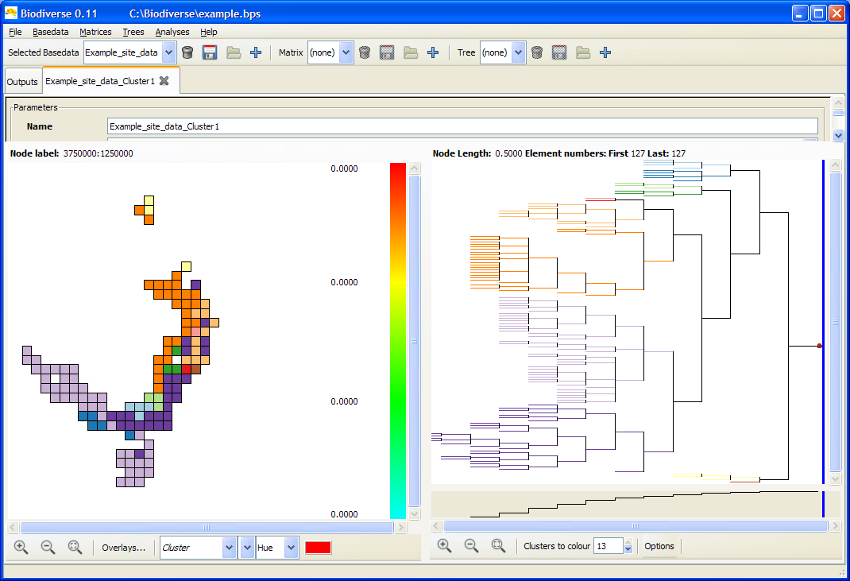 Biodiverse 0.11 C:\Biodiverse\example.bps
File Basedata Matrices Trees Analyses Help
Selected Basedata Example_site_data Matrix (none) Tree (none)
Outputs Example_site_data_Cluster1
Parameters
Name Example_site_data_Cluster1
Node label: 3750000:1250000
Node Length: 0.5000 Element numbers: First 127 Last: 127
0.0000
0.0000
0.0000
0.0000
Overlays... Cluster Hue
Clusters to colour 13 Options